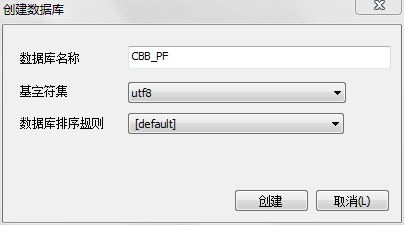 创建数据库
数据库名称
CBB_PF
基字符集
utf8
数据库排序规则
[default]
创建
取消(L)